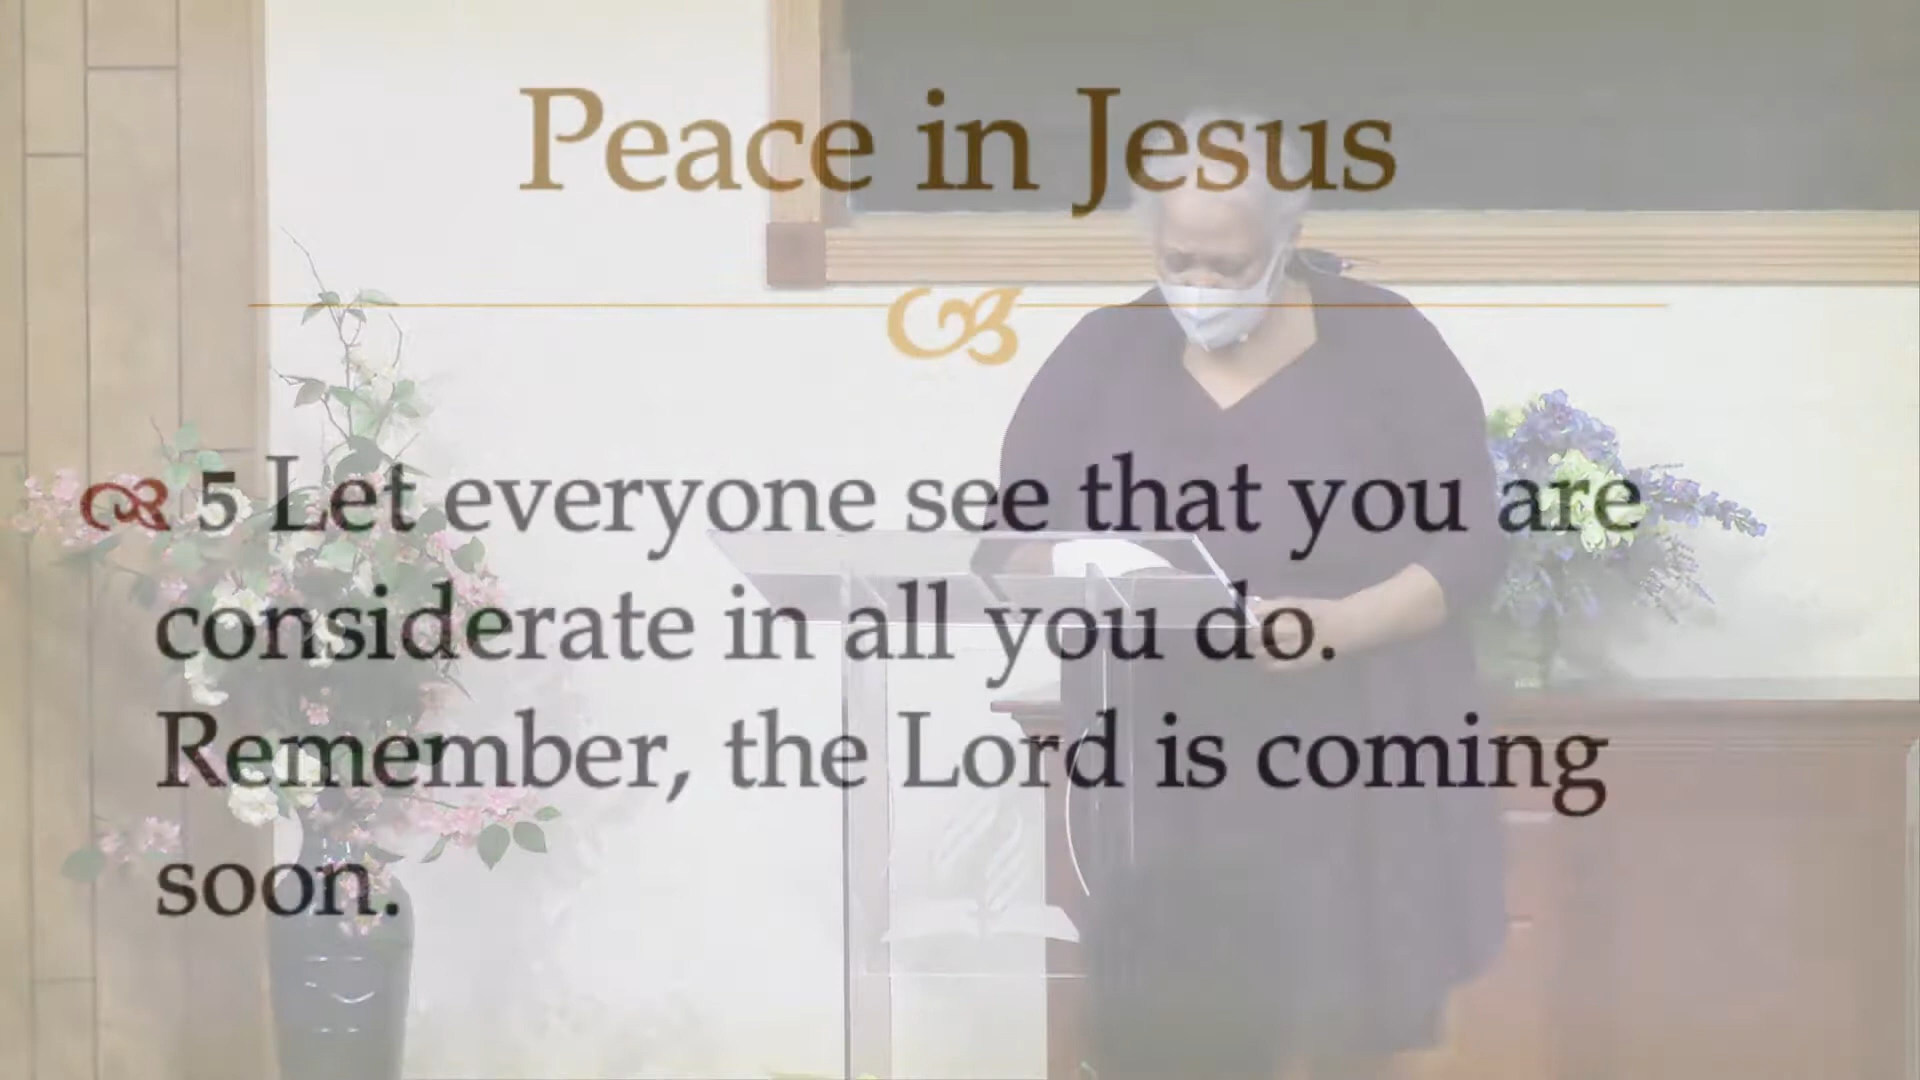 Peace in Jesus
5 Let everyone see that you are
considerate in all you do.
Remember, the Lord is coming
soon.